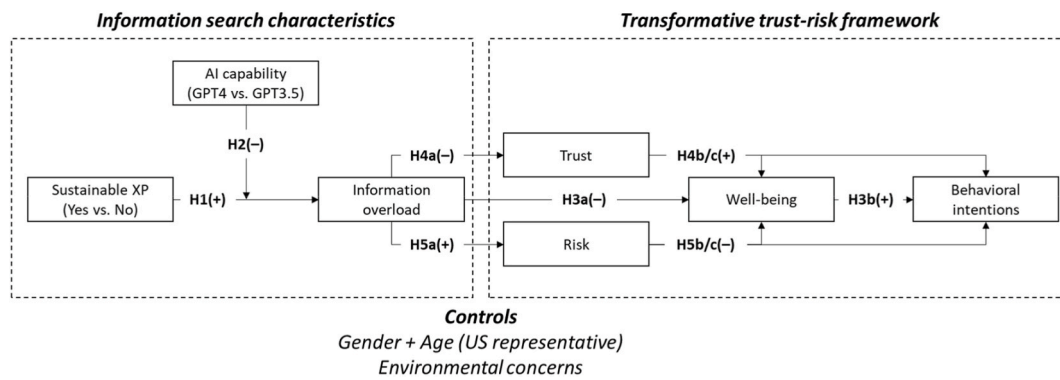 Information search characteristics
Transformative trust-risk framework
AI capability
(GPT4 vs. GPT3.5)
H2(–)
H4a(–)
Trust
H4b/c(+)
Sustainable XP
(Yes vs. No)
H1(+)
Information
overload
H3a(–)
Well-being
H3b(+)
Behavioral
intentions
H5a(+)
Risk
H5b/c(–)
Controls
Gender + Age (US representative)
Environmental concerns